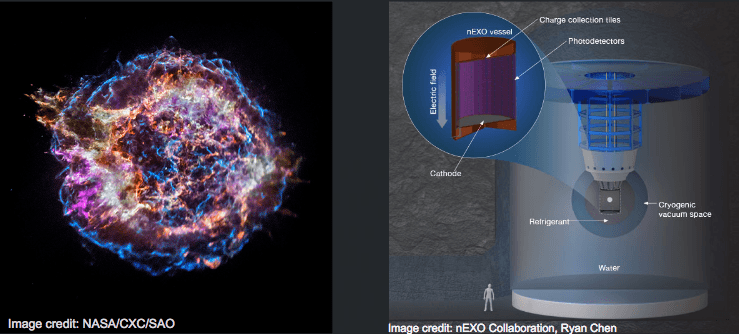 Image credit: NASA/CXC/SAO
nEXO vessel
Charge collection tiles
Photodetectors
Electric field
Cathode
Cryogenic
vacuum space
Refrigerant
Water
Image credit: nEXO Collaboration, Ryan Chen